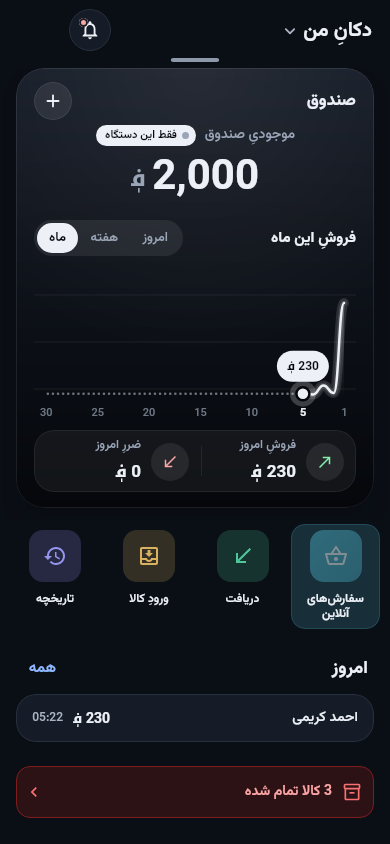 دکانِ من
صندوق
موجودیِ صندوق
فقط این دستگاه
2,000 ؋
فروشِ این ماه
امروز
هفته
ماه
230 ؋
1
5
10
15
20
25
30
فروشِ امروز
230 ؋
ضررِ امروز
0 ؋
سفارش‌های
آنلاین
دریافت
ورودِ کالا
تاریخچه
امروز
همه
احمد کریمی
230 ؋
05:22
3 کالا تمام شده